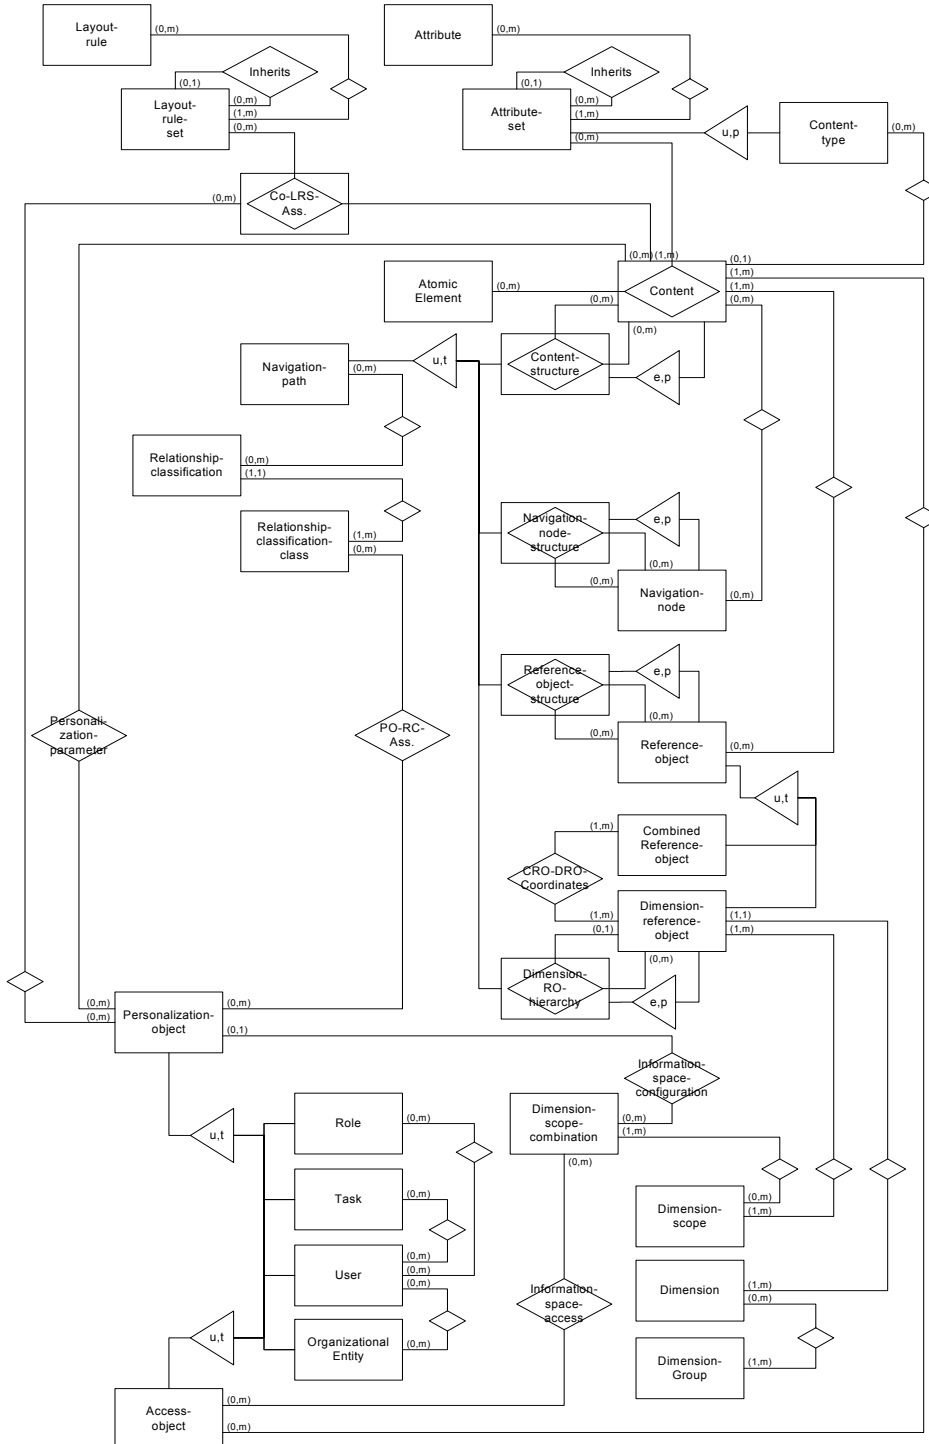 Layout-
rule
(0,m)
Attribute
(0,m)
Inherits
(0,1)
(0,m)
(1,m)
(0,m)
Layout-
rule-
set
Inherits
(0,1)
(0,m)
(1,m)
(0,m)
Attribute-
set
u,p
Content-
type
(0,m)
(0,m)
Co-LRS-
Ass.
(0,m)
(1,m)
(0,1)
(1,m)
(1,m)
(0,m)
Atomic
Element
(0,m)
Content
(0,m)
(0,m)
Navigation-
path
(0,m)
u,t
Content-
structure
e,p
Relationship-
classification
(0,m)
(1,1)
Relationship-
classification-
class
(1,m)
(0,m)
Navigation-
node-
structure
e,p
(0,m)
(0,m)
Navigation-
node
(0,m)
Reference-
object-
structure
e,p
(0,m)
(0,m)
Reference-
object
(0,m)
Personali-
zation-
parameter
PO-RC-
Ass.
u,t
(1,m)
Combined
Reference-
object
CRO-DRO-
Coordinates
(1,m)
(0,1)
Dimension-
reference-
object
(1,1)
(1,m)
(0,m)
Dimension-
RO-
hierarchy
e,p
(0,m)
(0,m)
Personalization-
object
(0,m)
(0,1)
Information-
space-
configuration
u,t
Role
(0,m)
Dimension-
scope-
combination
(0,m)
(1,m)
(0,m)
Task
(0,m)
Dimension-
scope
(0,m)
(1,m)
User
(0,m)
(0,m)
(0,m)
Information-
space-
access
Dimension
(1,m)
(0,m)
u,t
Organizational
Entity
(0,m)
Dimension-
Group
(1,m)
Access-
object
(0,m)
(0,m)